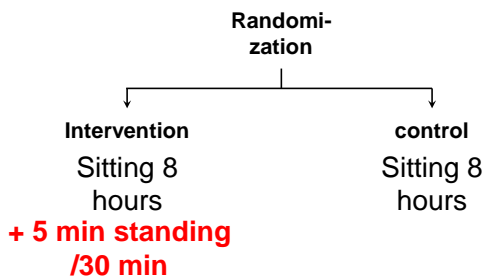 Randomi-
zation
Intervention
Sitting 8
hours
+ 5 min standing
/30 min
control
Sitting 8
hours